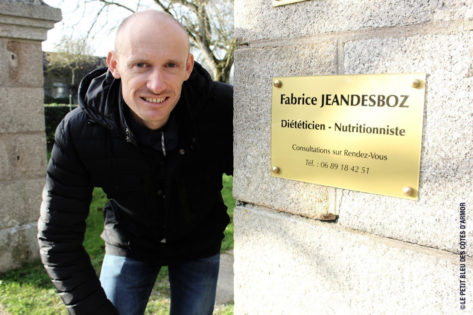 Fabrice JEANDESBOZ
Diététicien - Nutritionniste
Consultations sur Rendez-Vous
Tél. : 06 89 18 42 51
©LE PETIT BLEU DES CÔTES D'ARMOR